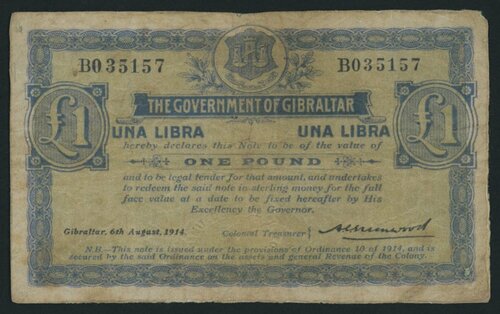 B035157 B035157
THE GOVERNMENT OF GIBRALTAR
UNA LIBRA UNA LIBRA
£1 £1
hereby declares this Note to be of the value of
ONE POUND
and to be legal tender for that amount, and undertakes
to redeem the said note in sterling money for the full
face value at a date to be fixed hereafter by His
Excellency the Governor.
Gibraltar, 6th August, 1914. Colonial Treasurer
N.B.—This note is issued under the provisions of Ordinance 10 of 1914, and is
secured by the said Ordinance on the assets and general Revenue of the Colony.